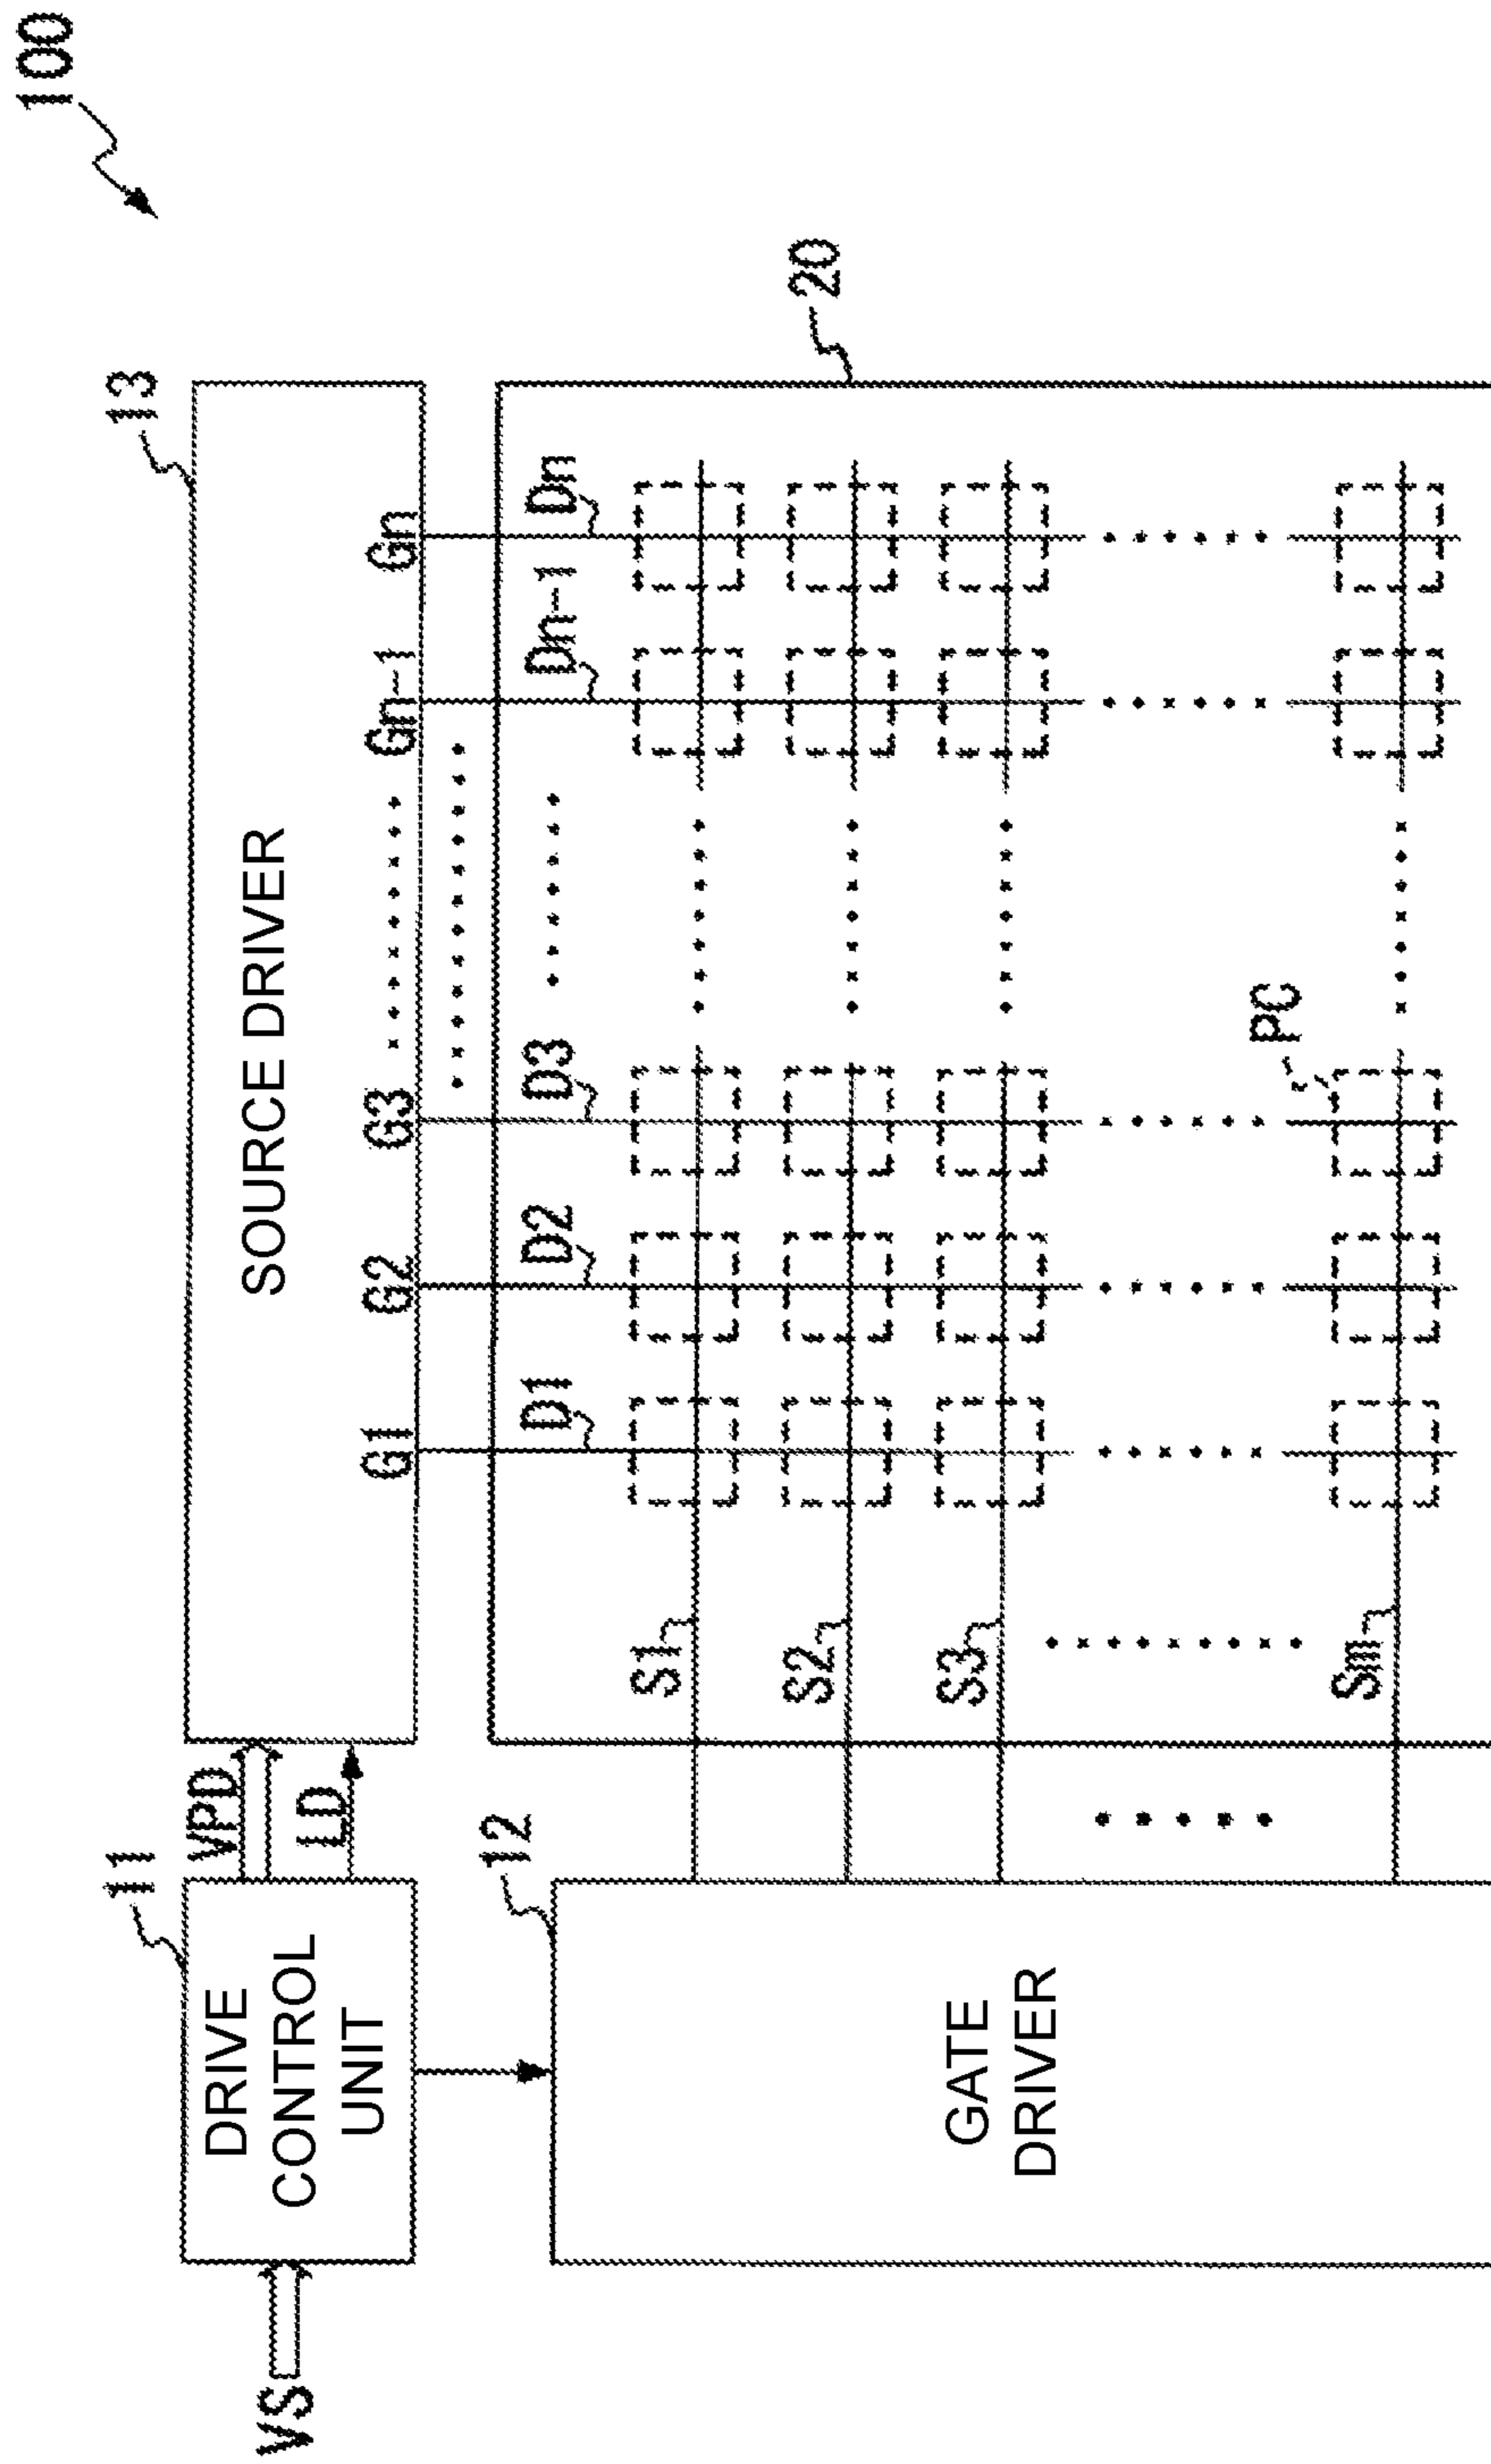 100
11
13
VS
DRIVE
CONTROL
UNIT
VPD
LD
SOURCE DRIVER
G1 G2 G3 Gn-1 Gn
12
20
D1 D2 D3 Dn-1 Dn
S1
S2
GATE
DRIVER
S3
PC
Sm